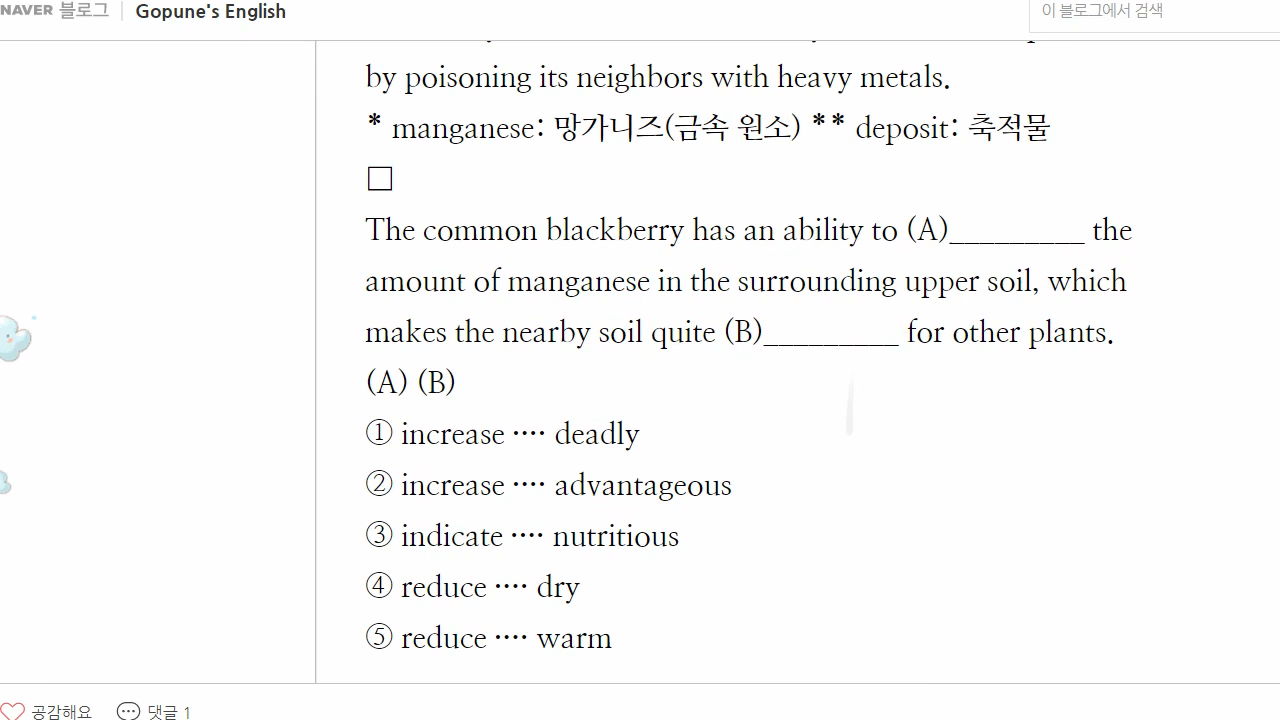 NAVER 블로그 Gopune's English 이 블로그에서 검색
by poisoning its neighbors with heavy metals.
* manganese: 망가니즈(금속 원소) ** deposit: 축적물
□
The common blackberry has an ability to (A)_________ the
amount of manganese in the surrounding upper soil, which
makes the nearby soil quite (B)_________ for other plants.
(A) (B)
① increase ···· deadly
② increase ···· advantageous
③ indicate ···· nutritious
④ reduce ···· dry
⑤ reduce ···· warm
공감해요 댓글 1